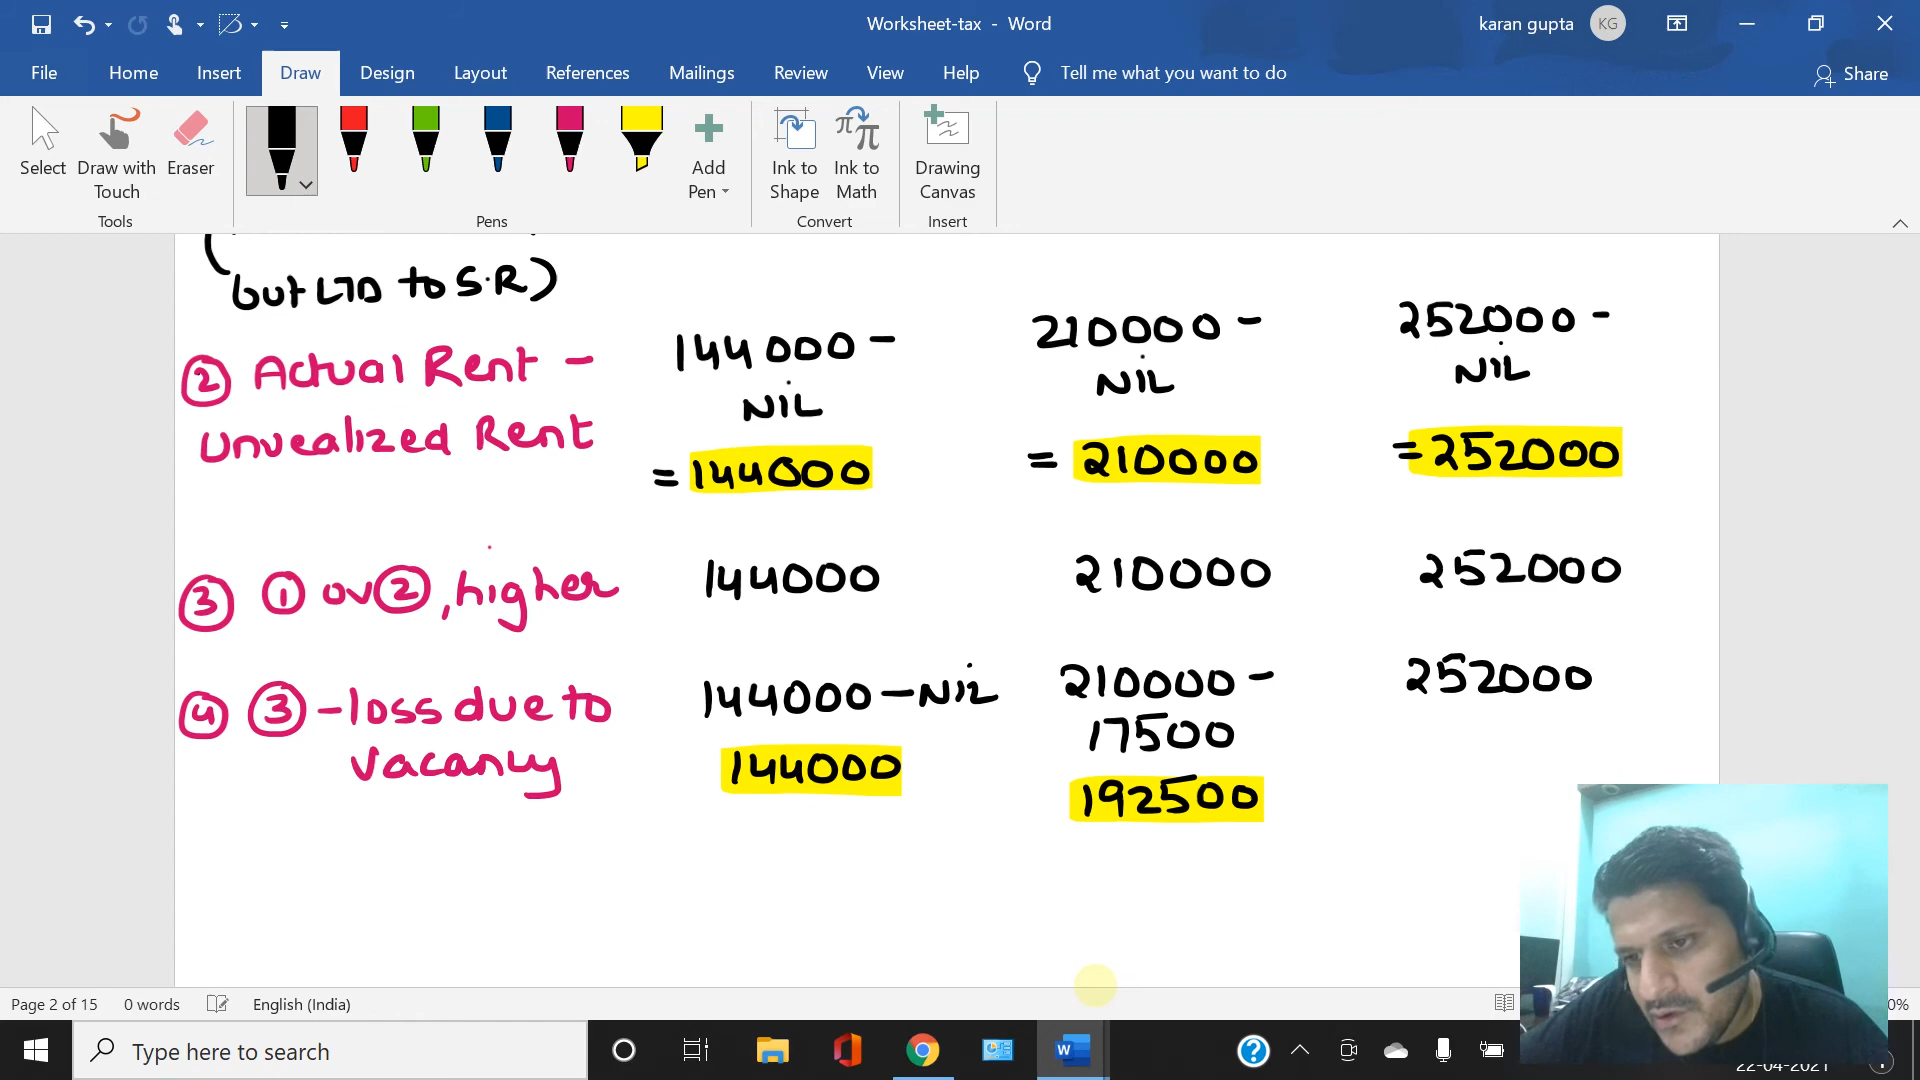 Worksheet-tax - Word
karan gupta
KG
File
Home
Insert
Draw
Design
Layout
References
Mailings
Review
View
Help
Tell me what you want to do
Share
Select
Draw with Touch
Eraser
Add Pen
Ink to Shape
Ink to Math
Drawing Canvas
Tools
Pens
Convert
Insert
(but LTD to S.R)
② Actual Rent -
Unrealized Rent
144000 -
NIL
= 144000
210000 -
NIL
= 210000
252000 -
NIL
= 252000
③ ① or ②, higher
144000
210000
252000
④ ③ - loss due to
vacancy
144000 - NIL
144000
210000 -
17500
192500
252000
Page 2 of 15
0 words
English (India)
0%
Type here to search
22-04-2021